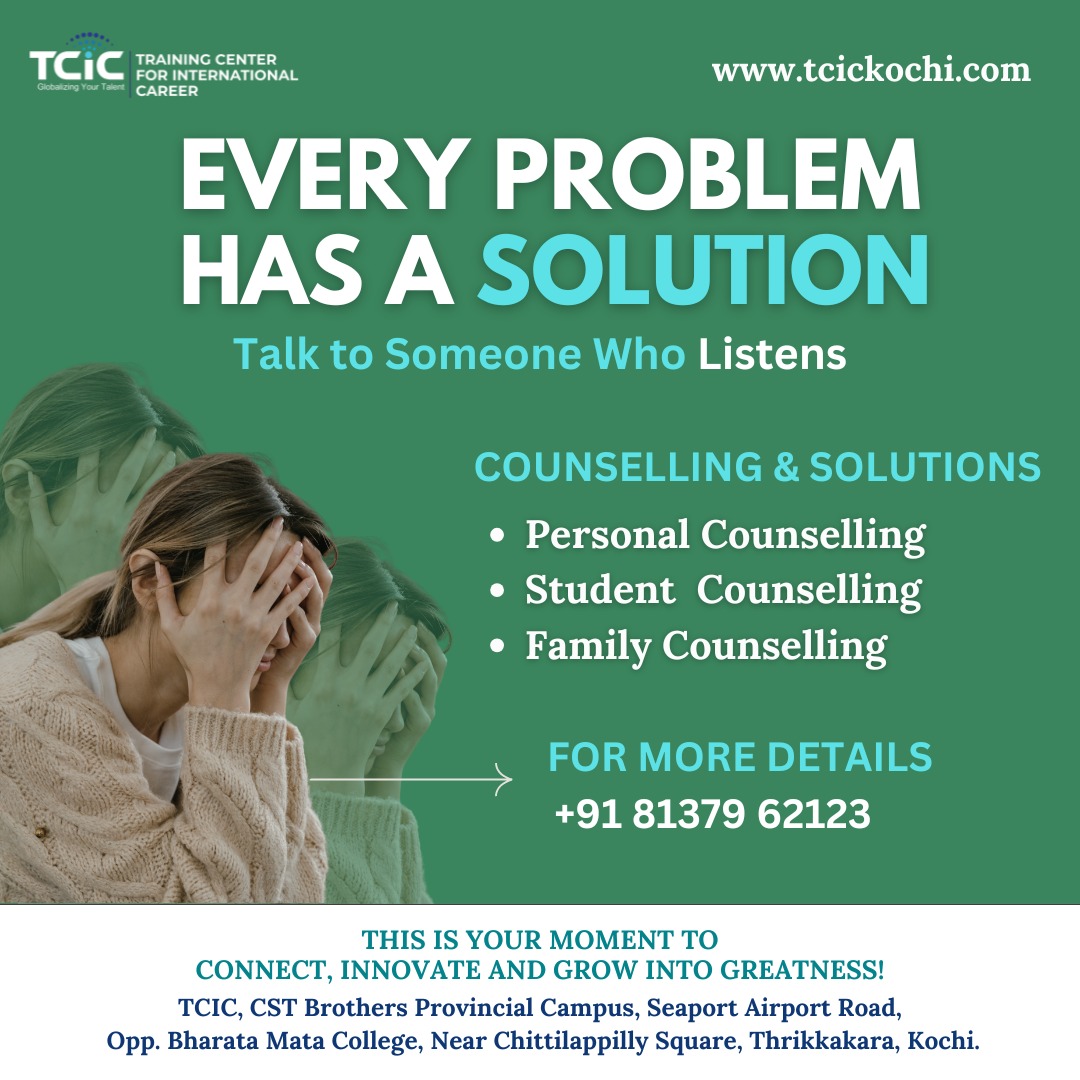 TCiC
Globalizing Your Talent
TRAINING CENTER
FOR INTERNATIONAL
CAREER
www.tcickochi.com
EVERY PROBLEM
HAS A SOLUTION
Talk to Someone Who Listens
COUNSELLING & SOLUTIONS
• Personal Counselling
• Student Counselling
• Family Counselling
FOR MORE DETAILS
+91 81379 62123
THIS IS YOUR MOMENT TO
CONNECT, INNOVATE AND GROW INTO GREATNESS!
TCIC, CST Brothers Provincial Campus, Seaport Airport Road,
Opp. Bharata Mata College, Near Chittilappilly Square, Thrikkakara, Kochi.